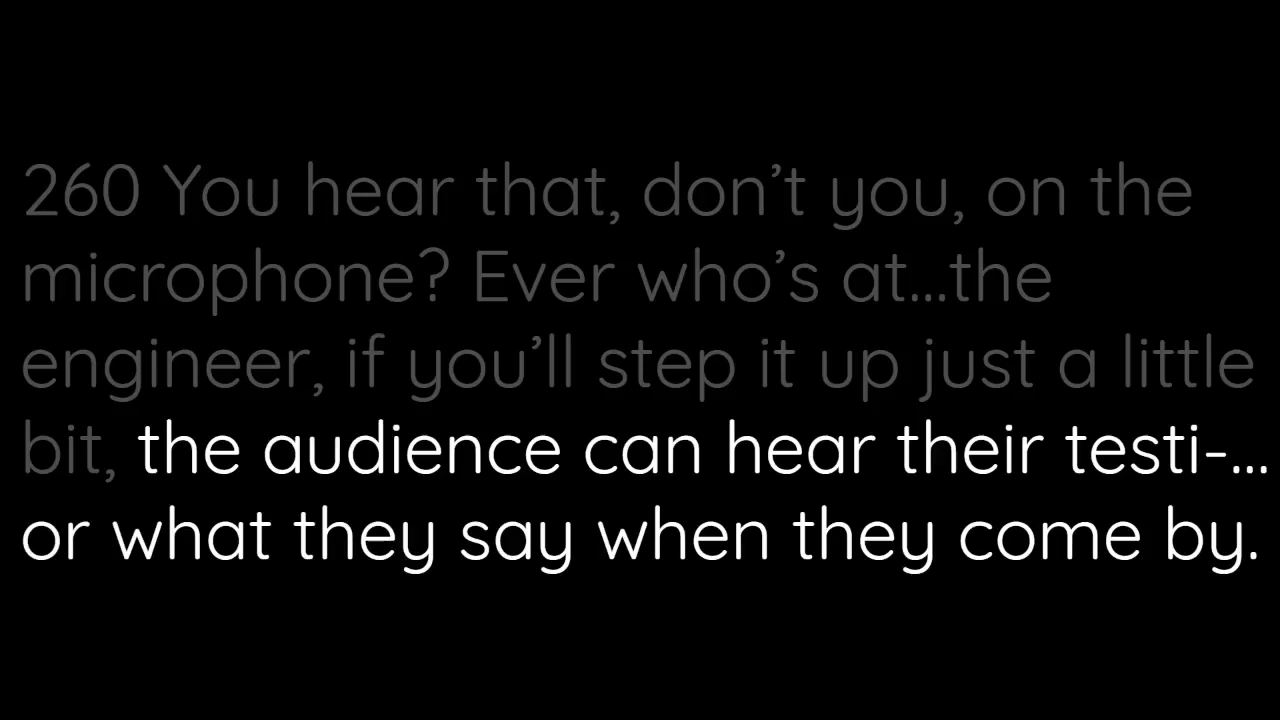 260 You hear that, don’t you, on the
microphone? Ever who’s at...the
engineer, if you’ll step it up just a little
bit, the audience can hear their testi-...
or what they say when they come by.